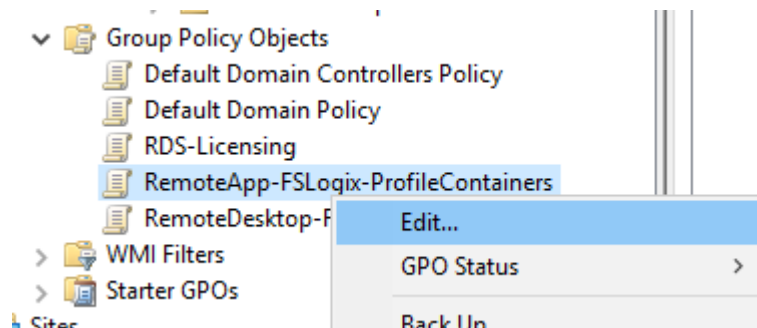 Group Policy Objects
Default Domain Controllers Policy
Default Domain Policy
RDS-Licensing
RemoteApp-FSLogix-ProfileContainers
RemoteDesktop-F
Edit...
WMI Filters
GPO Status
Starter GPOs
Back Up
Sites